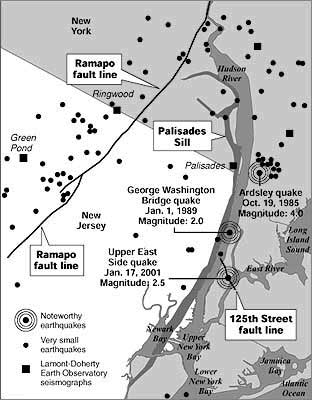 New
York
Ramapo
fault line
Ringwood
Hudson
River
Palisades
Sill
Green
Pond
Palisades
Ardsley quake
Oct. 19, 1985
Magnitude: 4.0
George Washington
Bridge quake
Jan. 1, 1989
Magnitude: 2.0
New
Jersey
Long
Island
Sound
Ramapo
fault line
Upper East
Side quake
Jan. 17, 2001
Magnitude: 2.5
East River
125th Street
fault line
Noteworthy
earthquakes
Very small
earthquakes
Lamont-Doherty
Earth Observatory
seismographs
Newark
Bay
Upper
New York
Bay
Lower
New York
Bay
Jamaica
Bay
Atlantic
Ocean